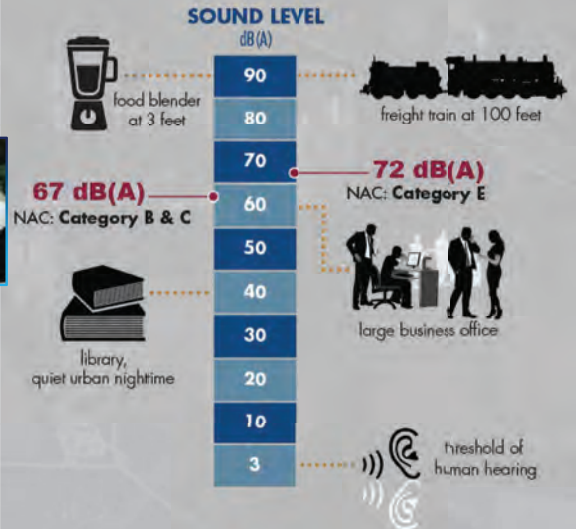 SOUND LEVEL
dB(A)
90
food blender
at 3 feet
freight train at 100 feet
80
70
72 dB(A)
NAC: Category E
67 dB(A)
NAC: Category B & C
60
50
large business office
40
library,
quiet urban nightime
30
20
10
3
threshold of
human hearing